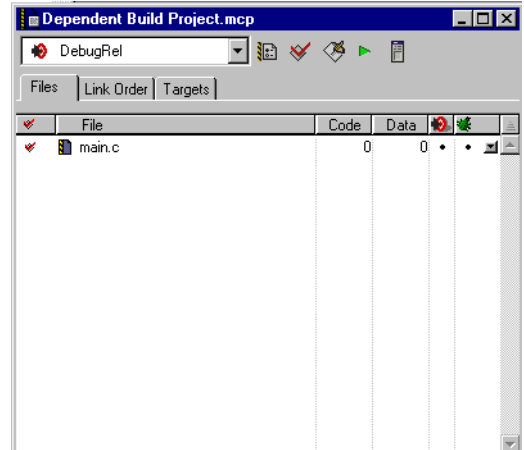 Dependent Build Project.mcp
DebugRel
Files Link Order Targets
File Code Data
main.c 0 0